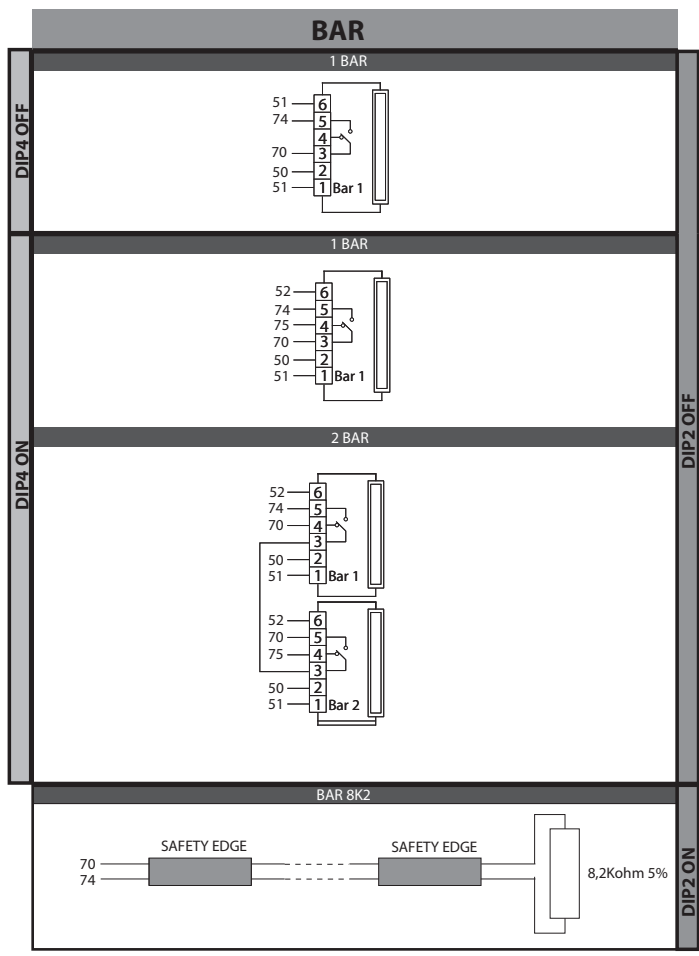 BAR
DIP4 OFF
DIP2 OFF
1 BAR
51 6
74 5
4
70 3
50 2
51 1 Bar 1
DIP4 ON
1 BAR
52 6
74 5
75 4
70 3
50 2
51 1 Bar 1
2 BAR
52 6
74 5
70 4
3
50 2
51 1 Bar 1
52 6
70 5
75 4
3
50 2
51 1 Bar 2
BAR 8K2
DIP2 ON
SAFETY EDGE SAFETY EDGE
70
74
8,2Kohm 5%